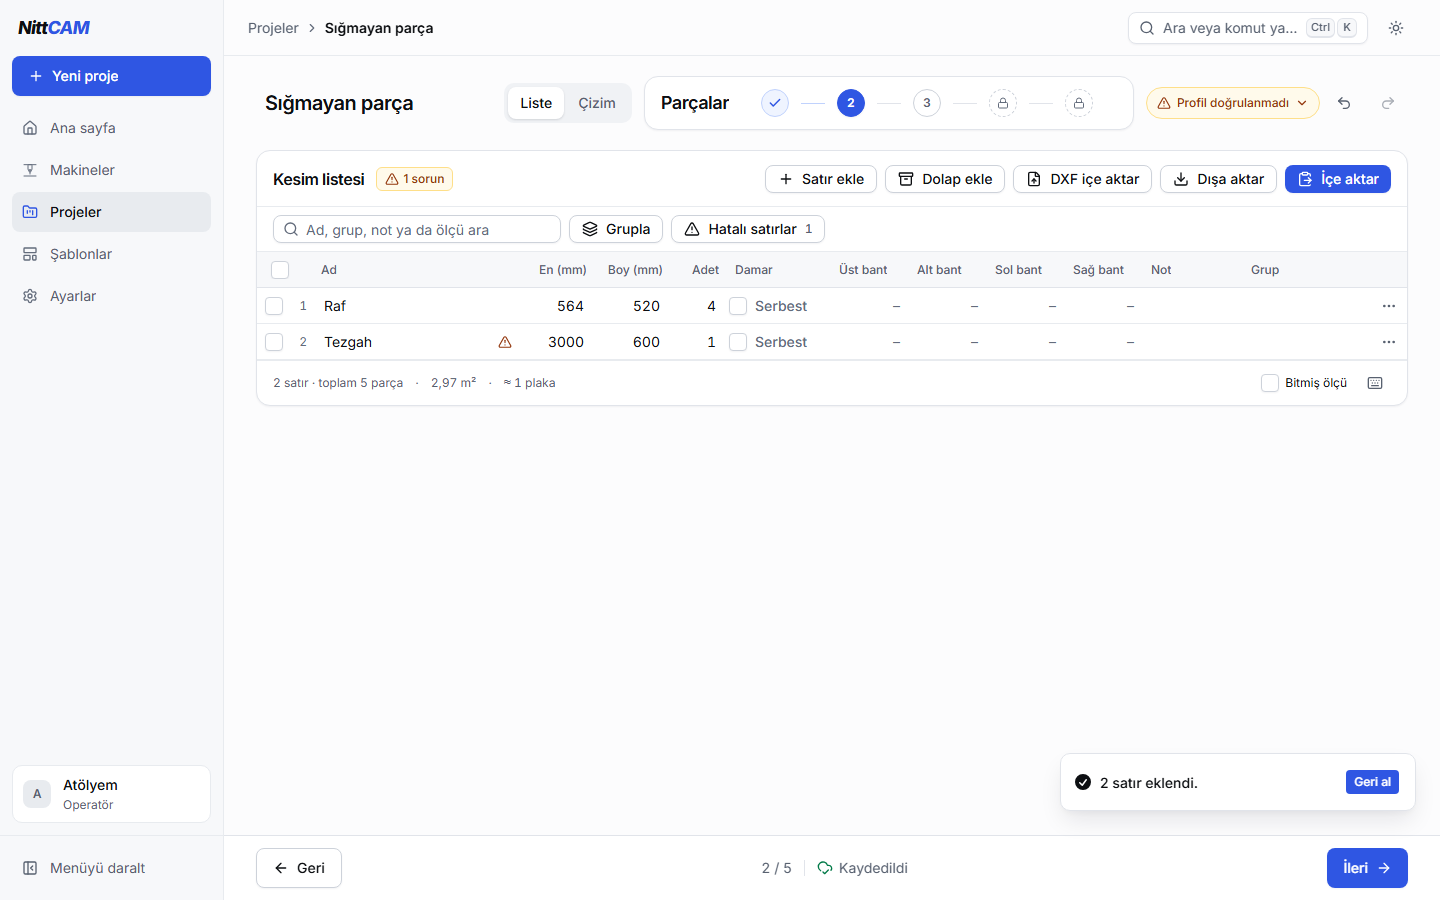 NittCAM
Yeni proje
Ana sayfa
Makineler
Projeler
Şablonlar
Ayarlar
A
Atölyem
Operatör
Menüyü daralt
Projeler > Sığmayan parça
Ara veya komut ya... Ctrl K
Sığmayan parça
Liste Çizim
Parçalar 2 3
Profil doğrulanmadı
Kesim listesi 1 sorun
Satır ekle Dolap ekle DXF içe aktar Dışa aktar İçe aktar
Ad, grup, not ya da ölçü ara Grupla Hatalı satırlar 1
Ad En (mm) Boy (mm) Adet Damar Üst bant Alt bant Sol bant Sağ bant Not Grup
1 Raf 564 520 4 Serbest – – – –
2 Tezgah 3000 600 1 Serbest – – – –
2 satır · toplam 5 parça · 2,97 m² · ≈ 1 plaka
Bitmiş ölçü
2 satır eklendi. Geri al
Geri
2 / 5 Kaydedildi
İleri